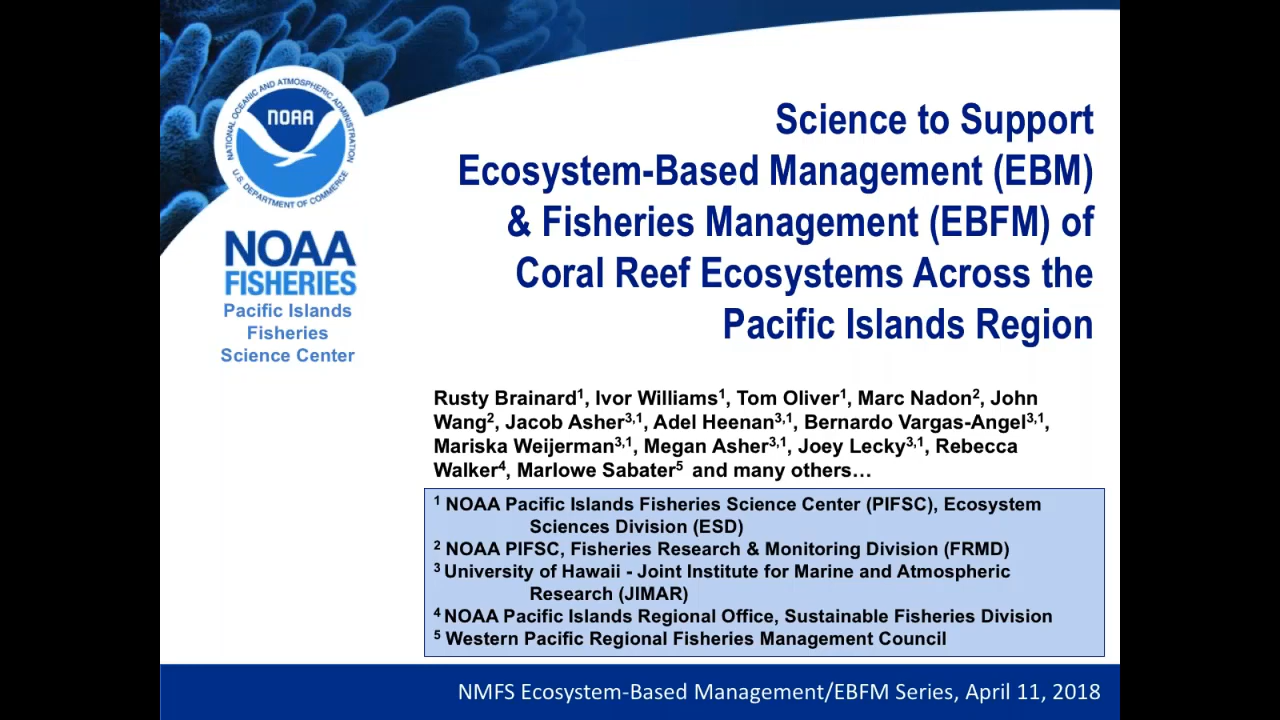 NATIONAL OCEANIC AND ATMOSPHERIC ADMINISTRATION
NOAA
U.S. DEPARTMENT OF COMMERCE
NOAA
FISHERIES
Pacific Islands
Fisheries
Science Center
Science to Support
Ecosystem-Based Management (EBM)
& Fisheries Management (EBFM) of
Coral Reef Ecosystems Across the
Pacific Islands Region
Rusty Brainard¹, Ivor Williams¹, Tom Oliver¹, Marc Nadon², John
Wang², Jacob Asher³,¹, Adel Heenan³,¹, Bernardo Vargas-Angel³,¹,
Mariska Weijerman³,¹, Megan Asher³,¹, Joey Lecky³,¹, Rebecca
Walker⁴, Marlowe Sabater⁵ and many others…
¹ NOAA Pacific Islands Fisheries Science Center (PIFSC), Ecosystem
Sciences Division (ESD)
² NOAA PIFSC, Fisheries Research & Monitoring Division (FRMD)
³ University of Hawaii - Joint Institute for Marine and Atmospheric
Research (JIMAR)
⁴ NOAA Pacific Islands Regional Office, Sustainable Fisheries Division
⁵ Western Pacific Regional Fisheries Management Council
NMFS Ecosystem-Based Management/EBFM Series, April 11, 2018